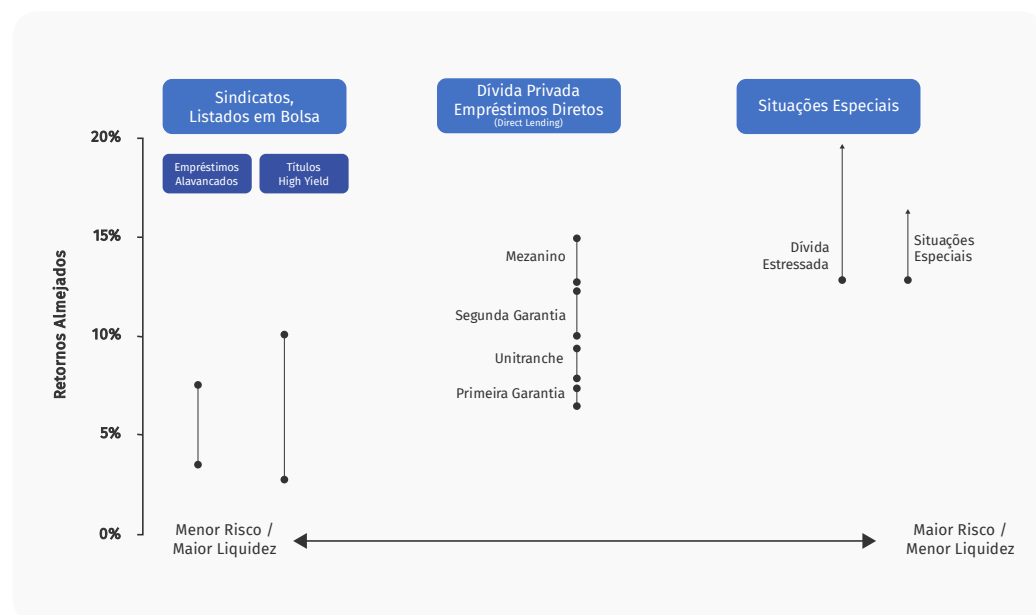 Sindicatos,
Listados em Bolsa
Dívida Privada
Empréstimos Diretos
(Direct Lending)
Situações Especiais
Empréstimos
Alavancados
Títulos
High Yield
Retornos Almejados
20%
15%
10%
5%
0%
Mezanino
Segunda Garantia
Unitranche
Primeira Garantia
Dívida
Estressada
Situações
Especiais
Menor Risco /
Maior Liquidez
Maior Risco /
Menor Liquidez